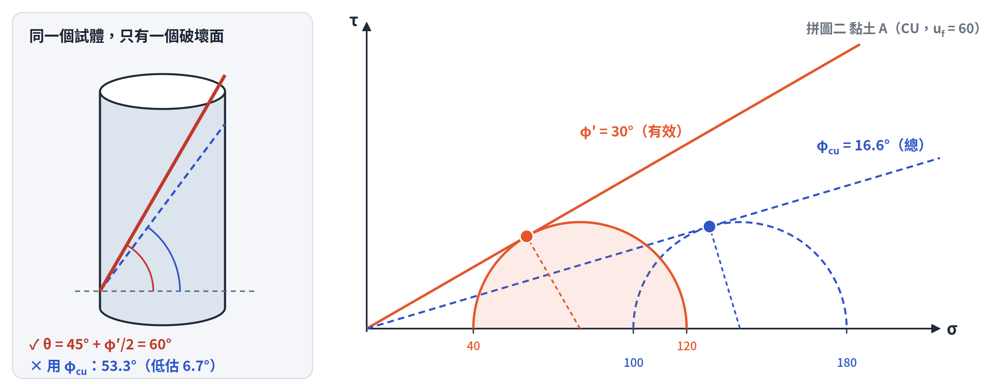 同一個試體，只有一個破壞面
✓ θ = 45° + ϕ′/2 = 60°
× 用 ϕcu：53.3°（低估 6.7°）
τ
拼圖二 黏土 A（CU，uf = 60）
ϕ′ = 30°（有效）
ϕcu = 16.6°（總）
σ
40
120
100
180